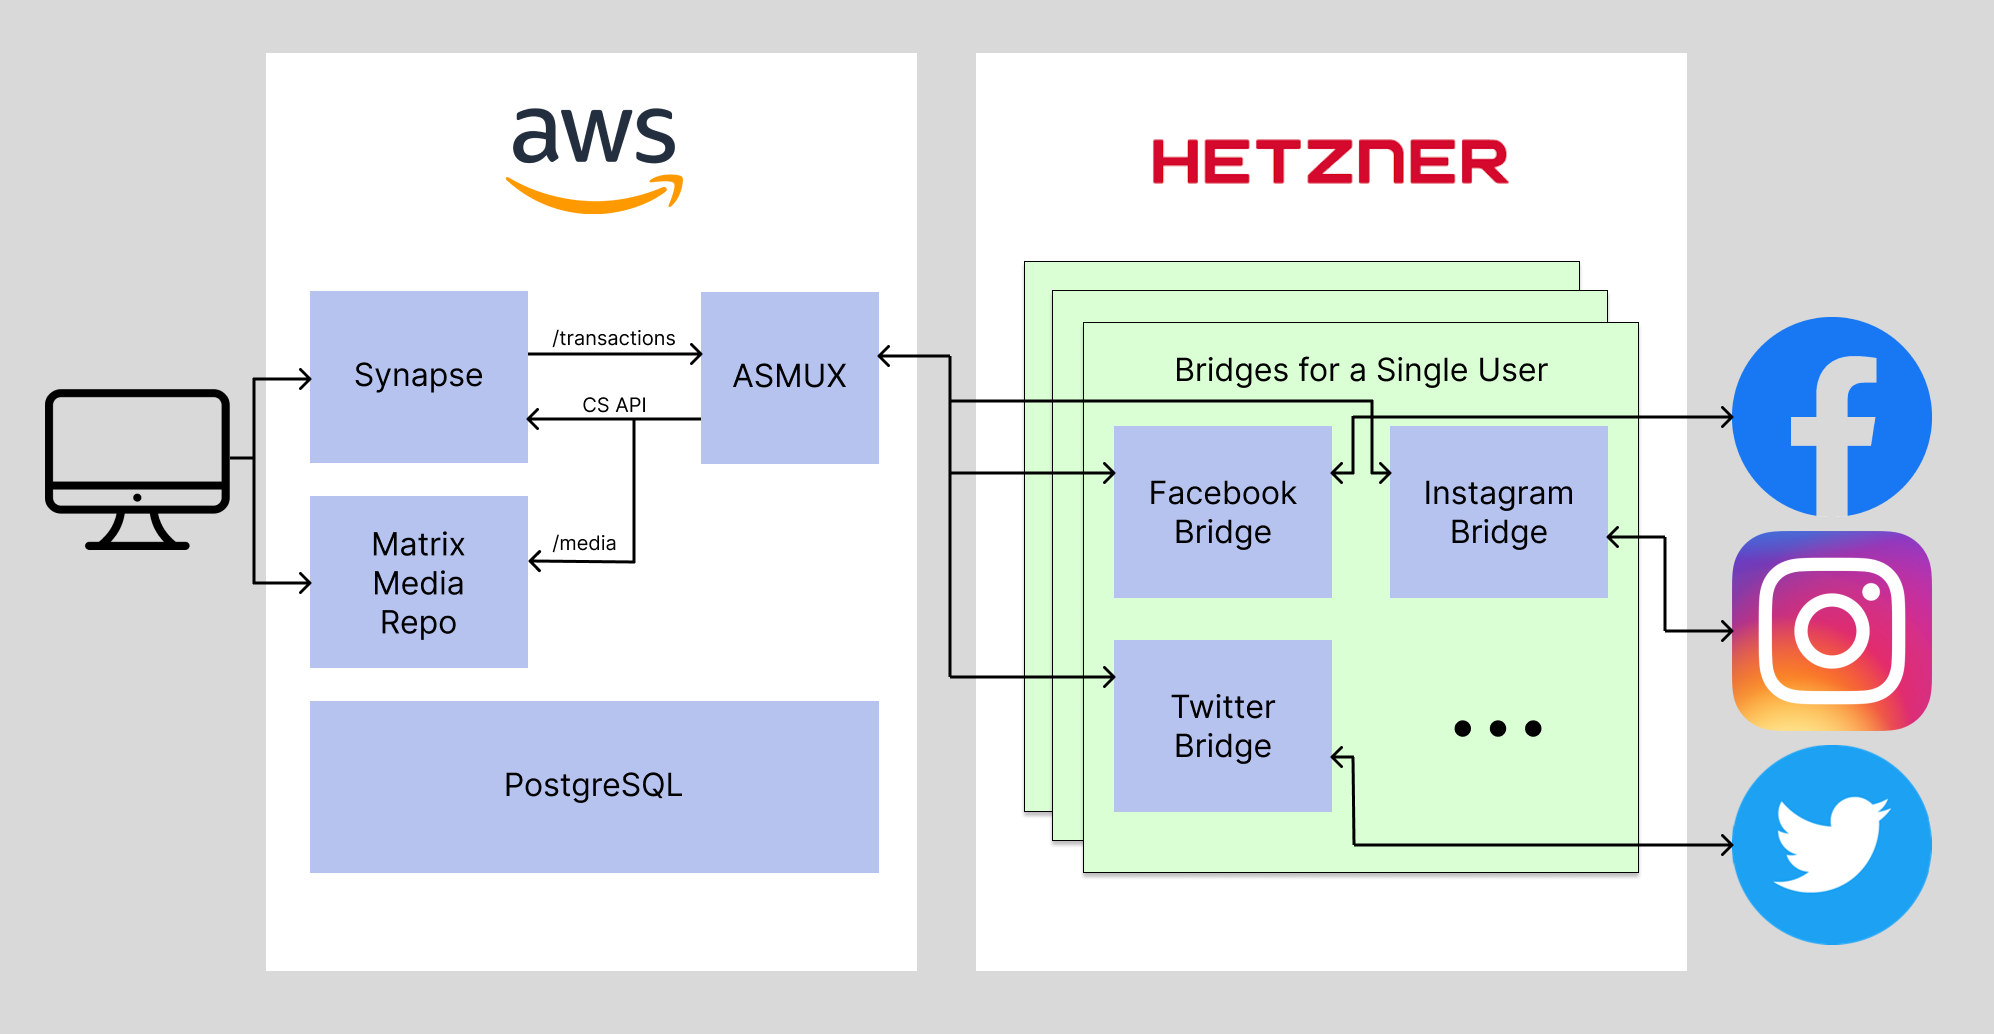 aws
HETZNER
Synapse
/transactions
ASMUX
CS API
Matrix
Media
Repo
/media
PostgreSQL
Bridges for a Single User
Facebook
Bridge
Instagram
Bridge
Twitter
Bridge